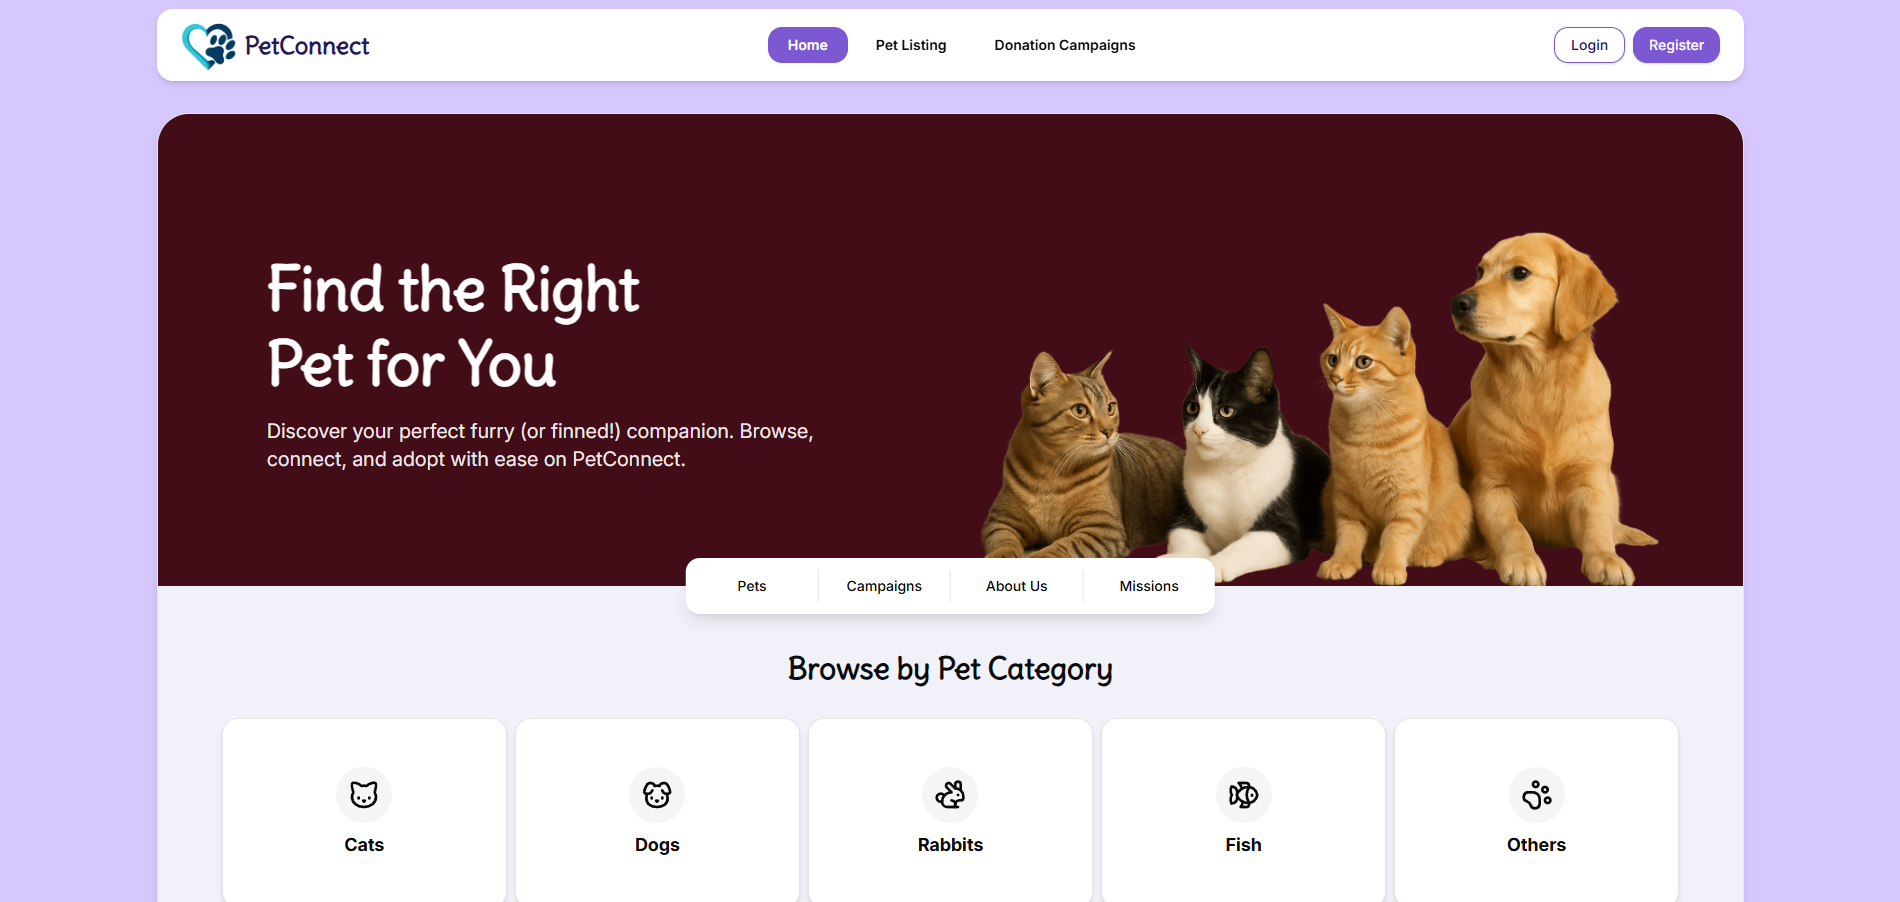 PetConnect
Home
Pet Listing
Donation Campaigns
Login
Register
Find the Right
Pet for You
Discover your perfect furry (or finned!) companion. Browse,
connect, and adopt with ease on PetConnect.
Pets
Campaigns
About Us
Missions
Browse by Pet Category
Cats
Dogs
Rabbits
Fish
Others